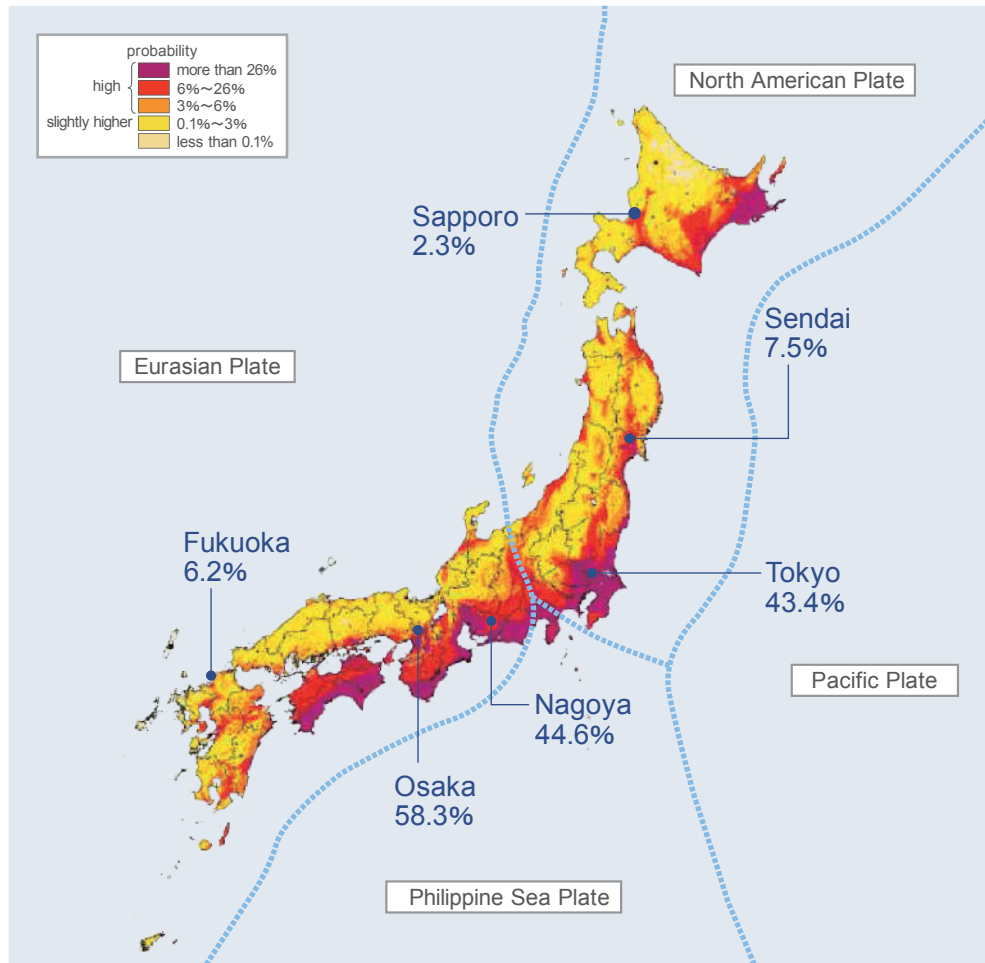 probability
high
more than 26%
6%～26%
3%～6%
slightly higher
0.1%～3%
less than 0.1%
North American Plate
Sapporo
2.3%
Sendai
7.5%
Eurasian Plate
Fukuoka
6.2%
Tokyo
43.4%
Pacific Plate
Nagoya
44.6%
Osaka
58.3%
Philippine Sea Plate